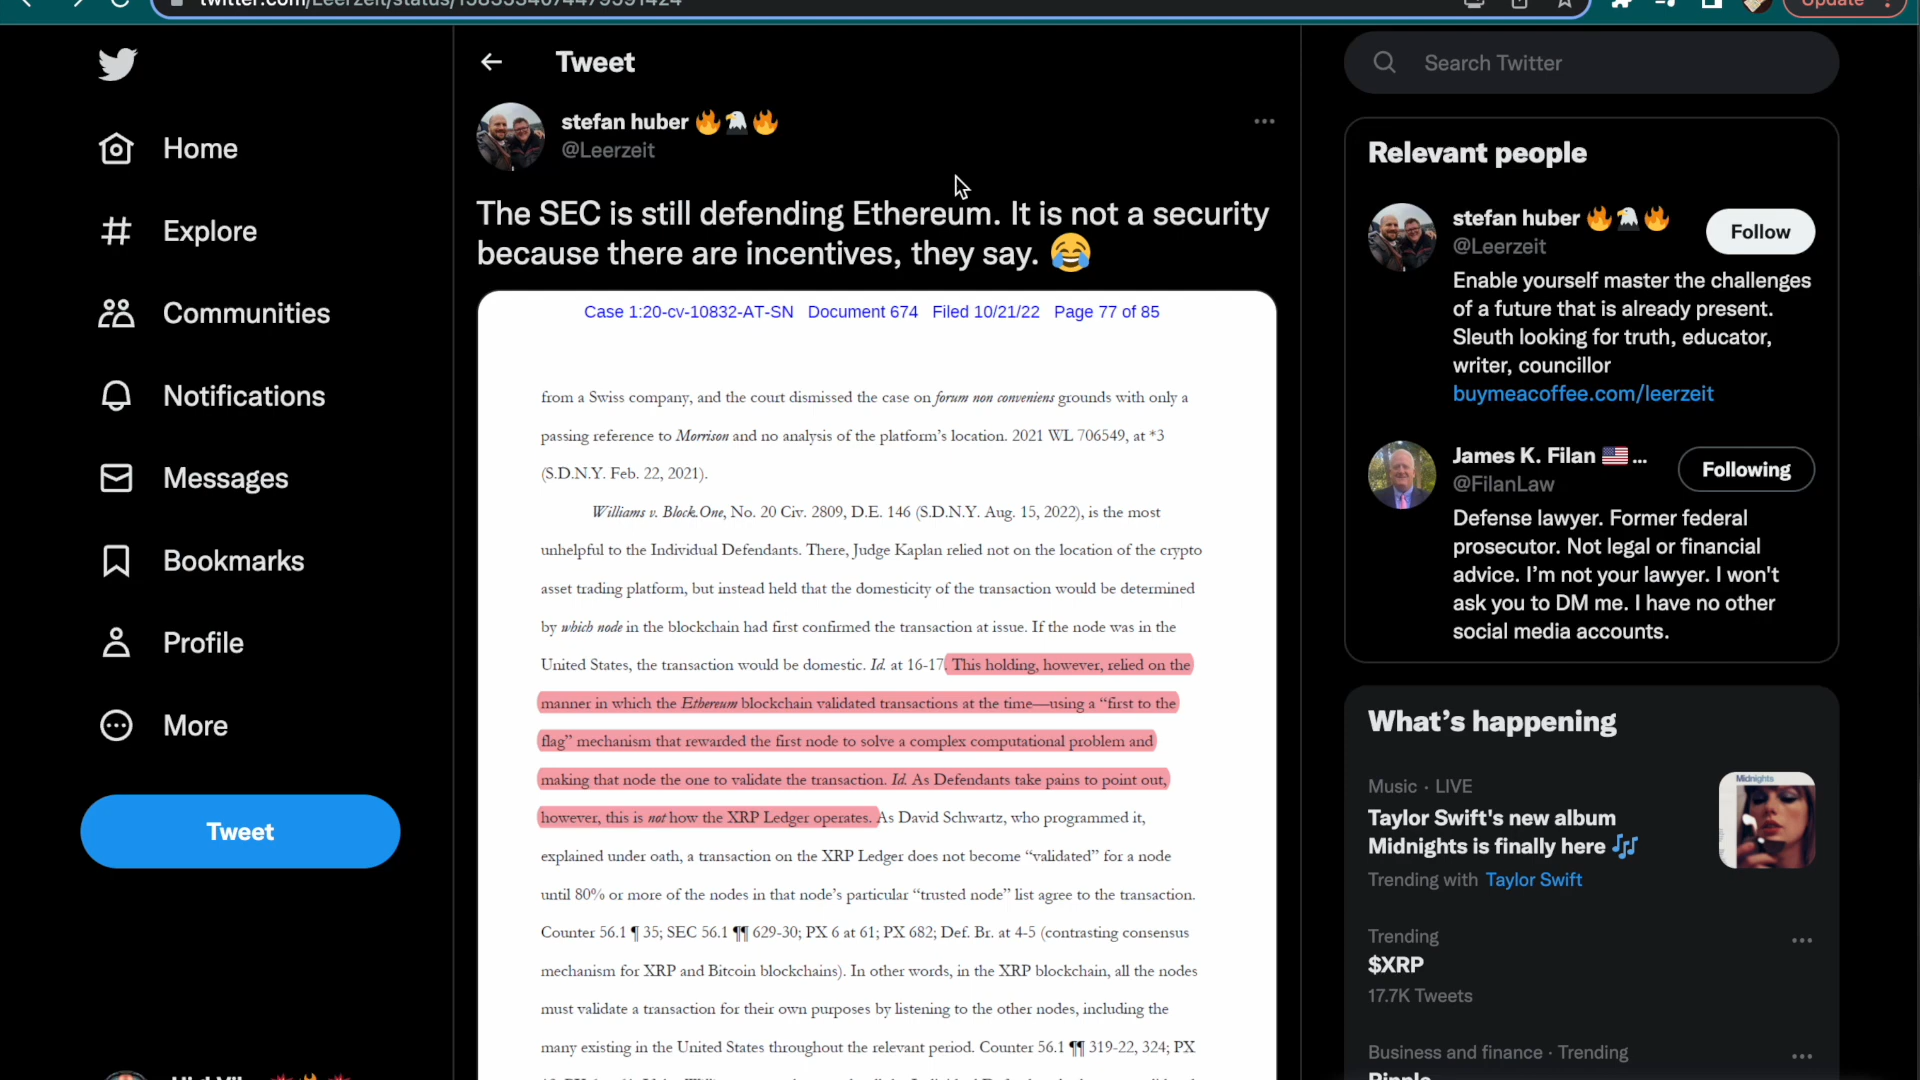 Update
Tweet
Search Twitter
stefan huber 🔥🦅🔥
@Leerzeit
Home
Explore
Communities
Notifications
Messages
Bookmarks
Profile
More
Tweet
The SEC is still defending Ethereum. It is not a security
because there are incentives, they say. 😂
Case 1:20-cv-10832-AT-SN Document 674 Filed 10/21/22 Page 77 of 85
from a Swiss company, and the court dismissed the case on forum non conveniens grounds with only a
passing reference to Morrison and no analysis of the platform's location. 2021 WL 706549, at *3
(S.D.N.Y. Feb. 22, 2021).
Williams v. Block.One, No. 20 Civ. 2809, D.E. 146 (S.D.N.Y. Aug. 15, 2022), is the most
unhelpful to the Individual Defendants. There, Judge Kaplan relied not on the location of the crypto
asset trading platform, but instead held that the domesticity of the transaction would be determined
by which node in the blockchain had first confirmed the transaction at issue. If the node was in the
United States, the transaction would be domestic. Id. at 16-17. This holding, however, relied on the
manner in which the Ethereum blockchain validated transactions at the time—using a “first to the
flag” mechanism that rewarded the first node to solve a complex computational problem and
making that node the one to validate the transaction. Id. As Defendants take pains to point out,
however, this is not how the XRP Ledger operates. As David Schwartz, who programmed it,
explained under oath, a transaction on the XRP Ledger does not become “validated” for a node
until 80% or more of the nodes in that node's particular “trusted node” list agree to the transaction.
Counter 56.1 ¶ 35; SEC 56.1 ¶¶ 629-30; PX 6 at 61; PX 682; Def. Br. at 4-5 (contrasting consensus
mechanism for XRP and Bitcoin blockchains). In other words, in the XRP blockchain, all the nodes
must validate a transaction for their own purposes by listening to the other nodes, including the
many existing in the United States throughout the relevant period. Counter 56.1 ¶¶ 319-22, 324; PX
Relevant people
stefan huber 🔥🦅🔥
@Leerzeit
Follow
Enable yourself master the challenges
of a future that is already present.
Sleuth looking for truth, educator,
writer, councillor
buymeacoffee.com/leerzeit
James K. Filan 🇺🇸...
@FilanLaw
Following
Defense lawyer. Former federal
prosecutor. Not legal or financial
advice. I’m not your lawyer. I won't
ask you to DM me. I have no other
social media accounts.
What’s happening
Music · LIVE
Taylor Swift's new album
Midnights is finally here 🎶
Trending with Taylor Swift
Midnights
Trending
$XRP
17.7K Tweets
Business and finance · Trending
Ripple